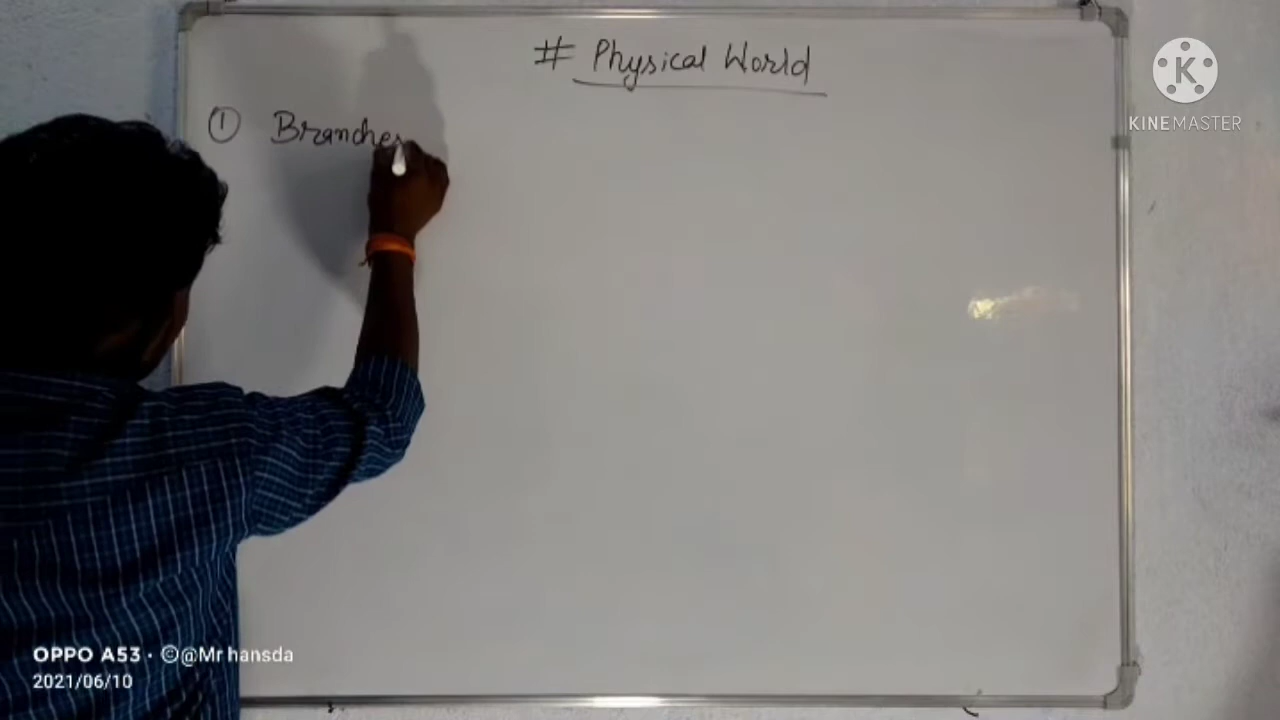 # Physical World
① Branches
K
KINEMASTER
OPPO A53 · ©@Mr hansda
2021/06/10